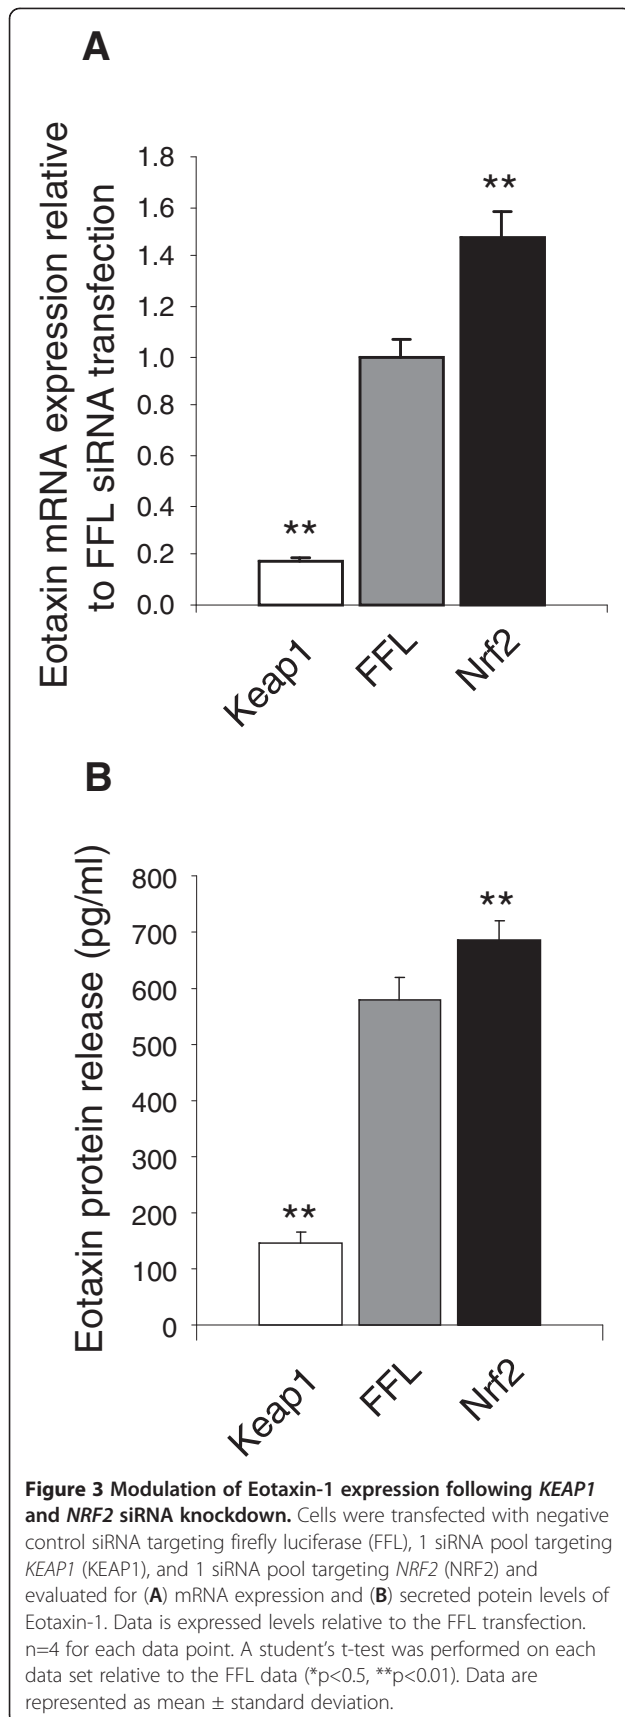 A
Eotaxin mRNA expression relative
to FFL siRNA transfection
1.8
1.6
1.4
1.2
1.0
0.8
0.6
0.4
0.2
0.0
**
**
Keap1
FFL
Nrf2
B
Eotaxin protein release (pg/ml)
800
700
600
500
400
300
200
100
0
**
**
Keap1
FFL
Nrf2
Figure 3 Modulation of Eotaxin-1 expression following KEAP1
and NRF2 siRNA knockdown. Cells were transfected with negative
control siRNA targeting firefly luciferase (FFL), 1 siRNA pool targeting
KEAP1 (KEAP1), and 1 siRNA pool targeting NRF2 (NRF2) and
evaluated for (A) mRNA expression and (B) secreted potein levels of
Eotaxin-1. Data is expressed levels relative to the FFL transfection.
n=4 for each data point. A student's t-test was performed on each
data set relative to the FFL data (*p<0.5, **p<0.01). Data are
represented as mean ± standard deviation.